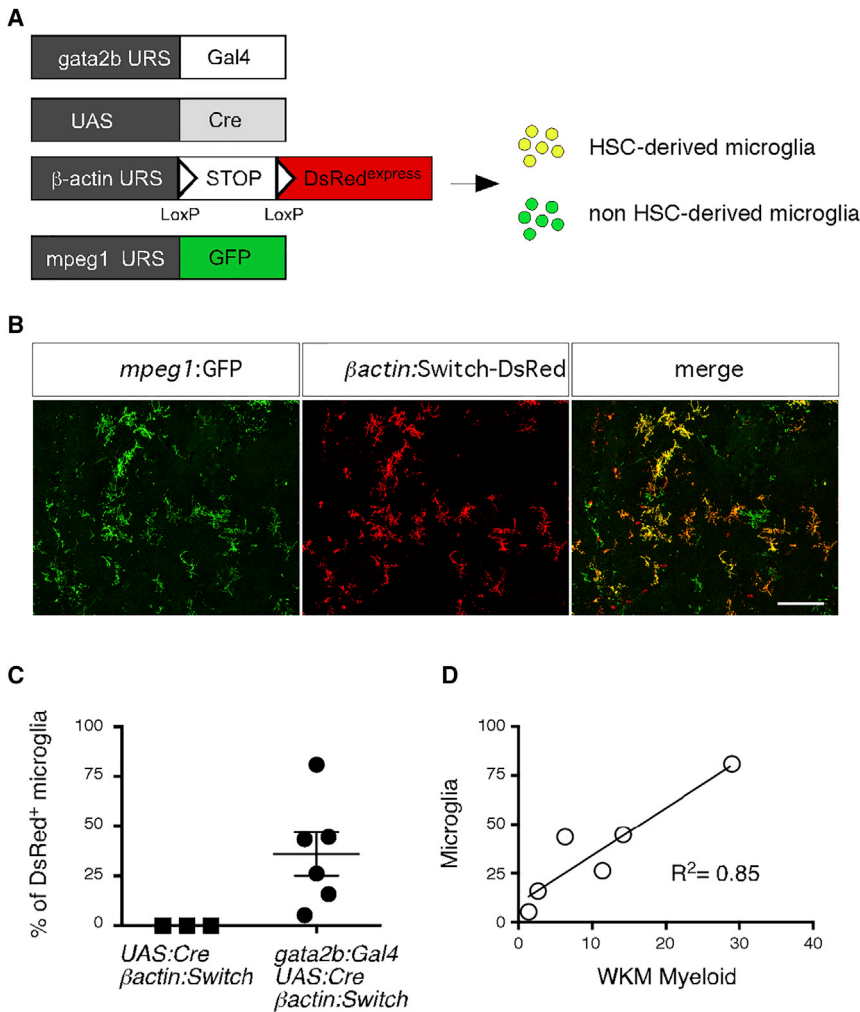 A
gata2b URS Gal4
UAS Cre
β-actin URS STOP DsRedexpress
LoxP LoxP
mpeg1 URS GFP
HSC-derived microglia
non HSC-derived microglia
B
mpeg1:GFP βactin:Switch-DsRed merge
C
% of DsRed+ microglia
100
75
50
25
0
UAS:Cre
βactin:Switch
gata2b:Gal4
UAS:Cre
βactin:Switch
D
Microglia
100
75
50
25
0
R2= 0.85
0 10 20 30 40
WKM Myeloid